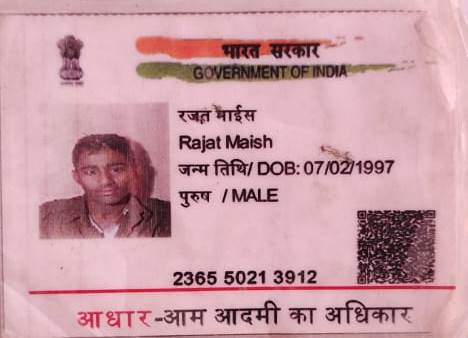 भारत सरकार
GOVERNMENT OF INDIA
रजत माईस
Rajat Maish
जन्म तिथि/ DOB: 07/02/1997
पुरुष / MALE
2365 5021 3912
आधार-आम आदमी का अधिकार